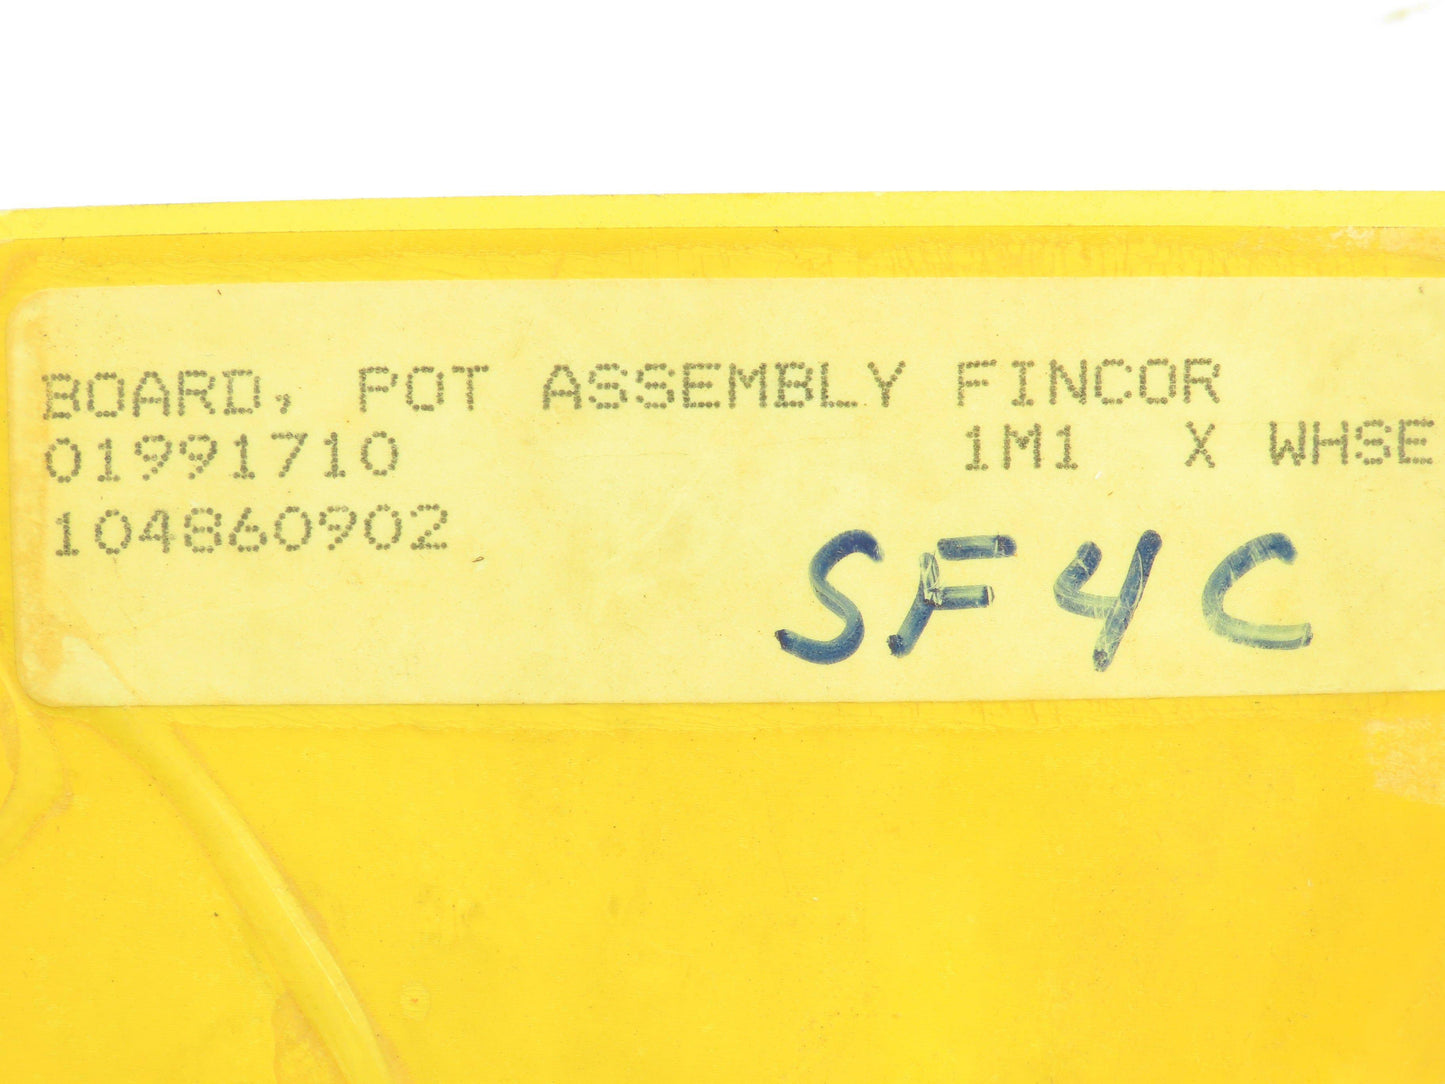 BOARD, POT ASSEMBLY FINCOR
01991710 1M1 X WHSE
104860902
SF4C